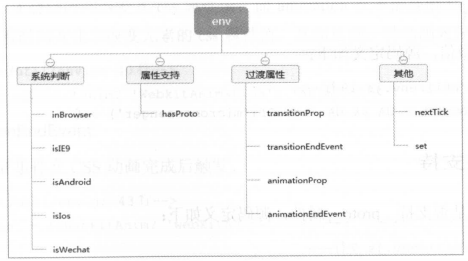 env
系统判断
属性支持
过渡属性
其他
inBrowser
hasProto
transitionProp
nextTick
isIE9
transitionEndEvent
set
isAndroid
animationProp
isIos
animationEndEvent
isWechat